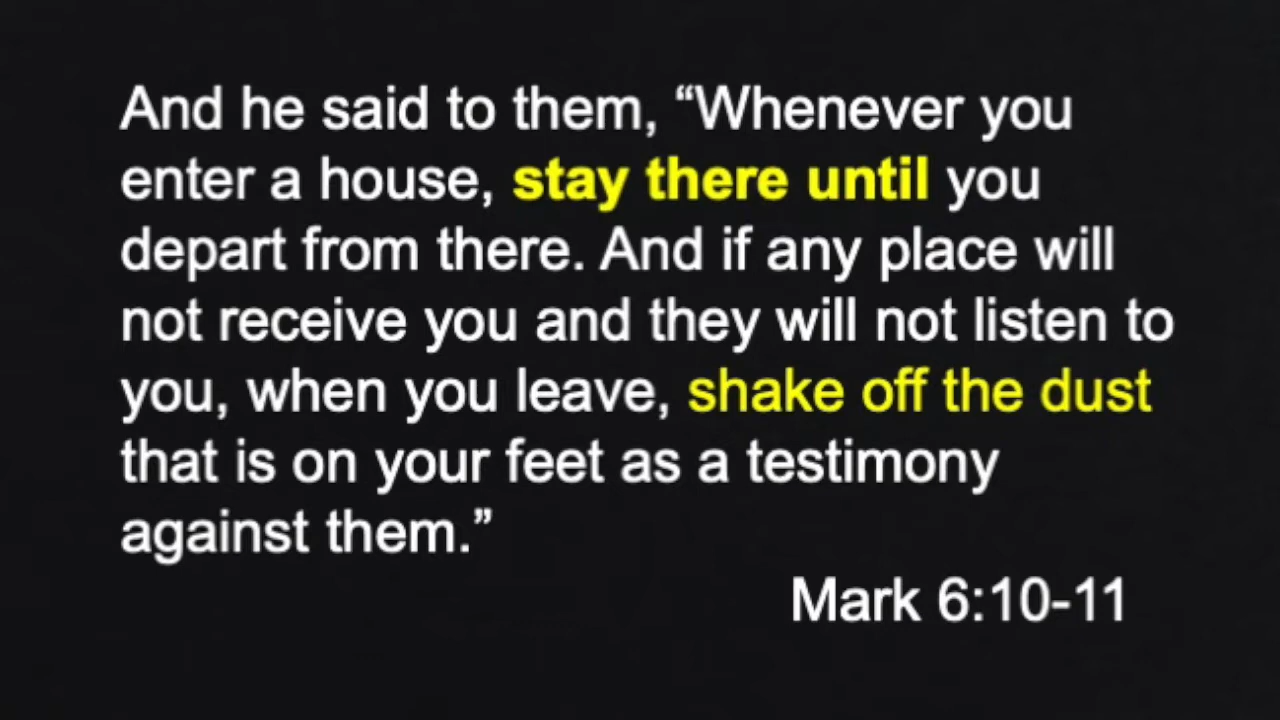 And he said to them, “Whenever you
enter a house, stay there until you
depart from there. And if any place will
not receive you and they will not listen to
you, when you leave, shake off the dust
that is on your feet as a testimony
against them.”
Mark 6:10-11